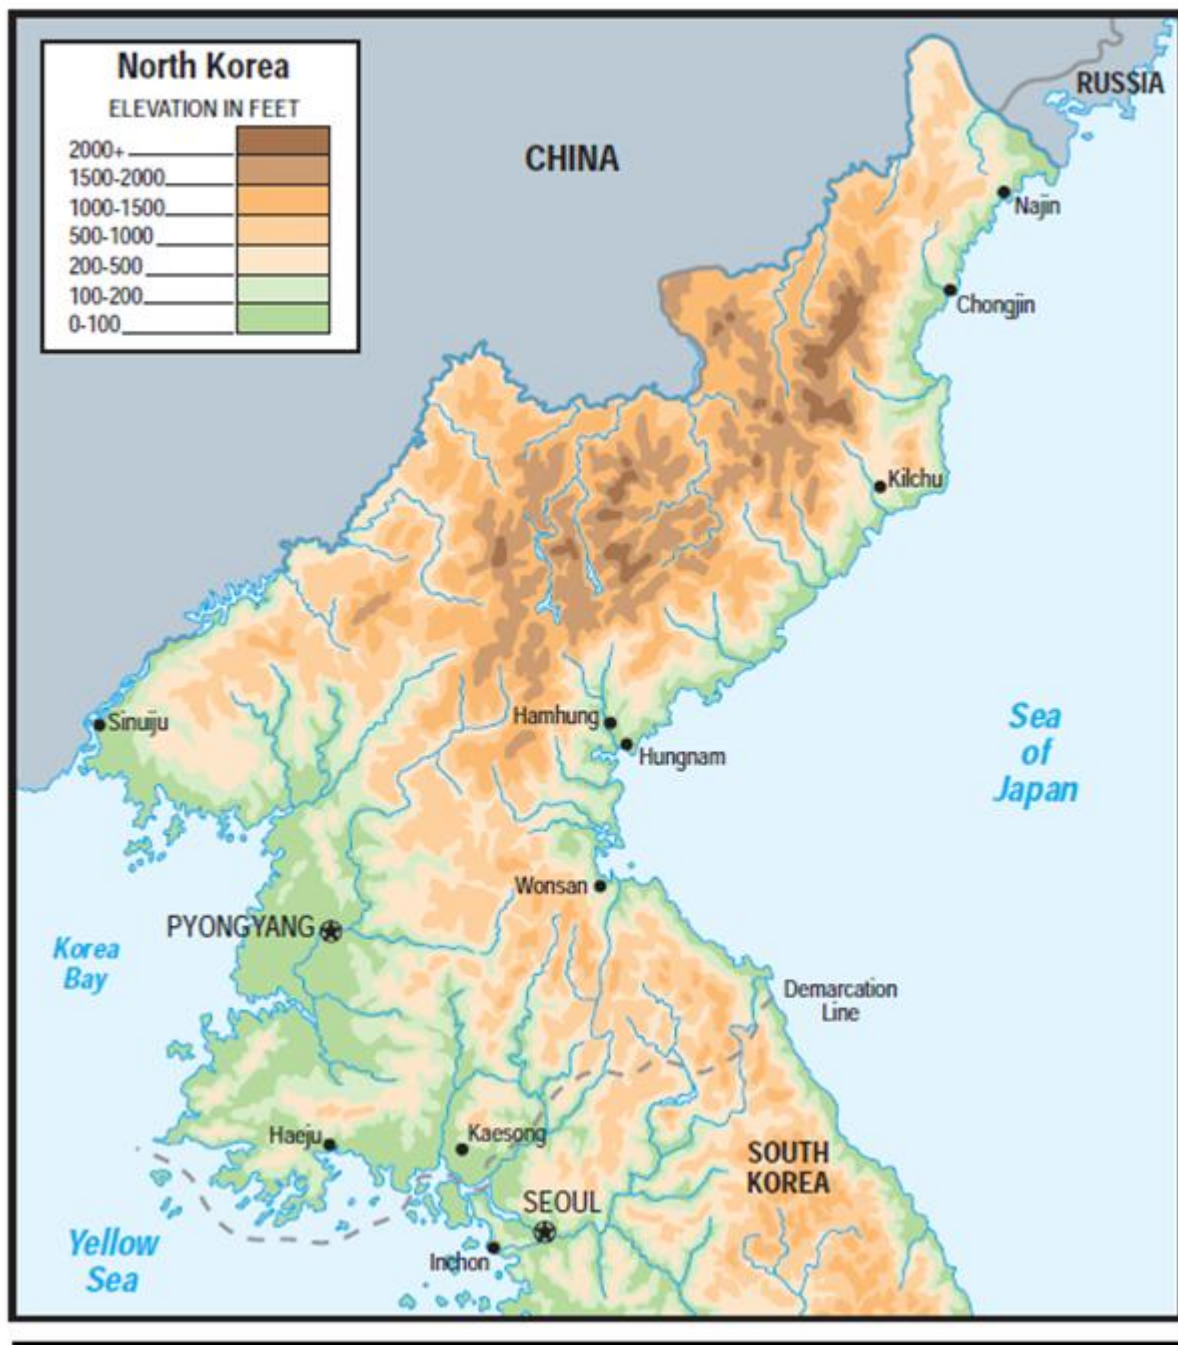 North Korea
ELEVATION IN FEET
2000+
1500-2000
1000-1500
500-1000
200-500
100-200
0-100
CHINA
RUSSIA
Najin
Chongjin
Kilchu
Sinuiju
Hamhung
Hungnam
Sea
of
Japan
Wonsan
PYONGYANG
Korea
Bay
Demarcation
Line
Haeju
Kaesong
SOUTH
KOREA
SEOUL
Inchon
Yellow
Sea